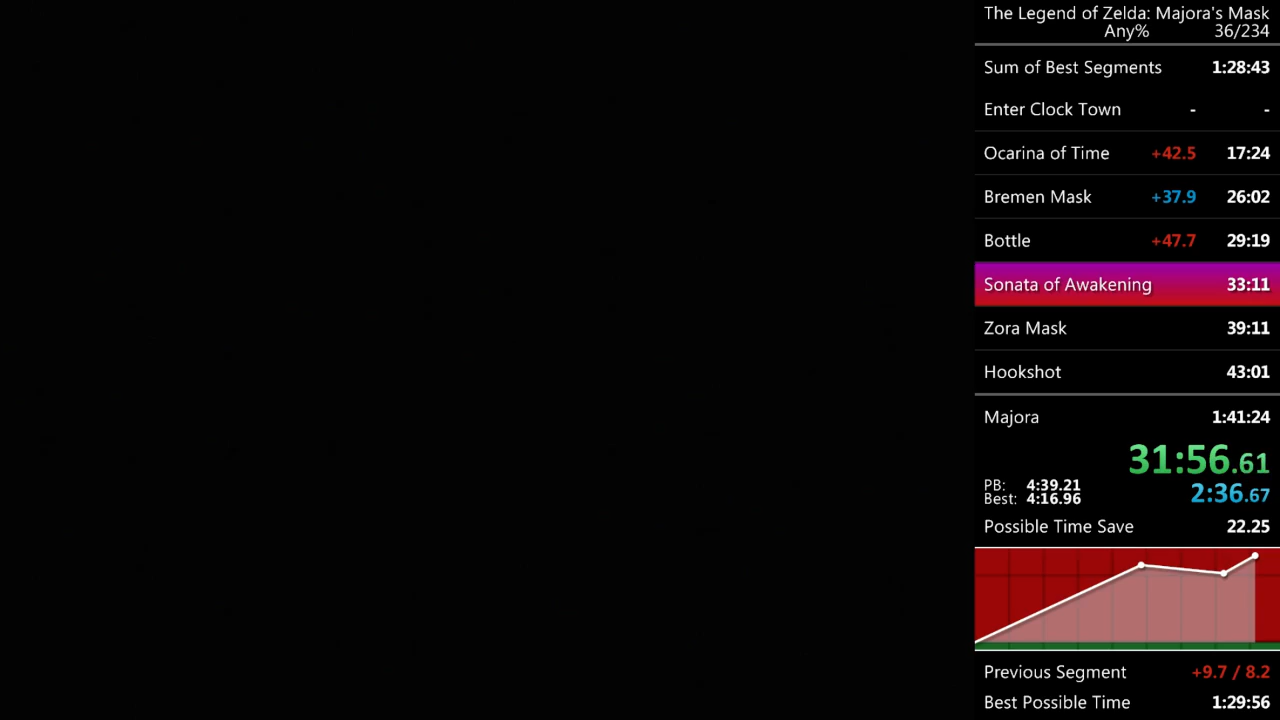 The Legend of Zelda: Majora's Mask
Any% 36/234
Sum of Best Segments 1:28:43
Enter Clock Town - -
Ocarina of Time +42.5 17:24
Bremen Mask +37.9 26:02
Bottle +47.7 29:19
Sonata of Awakening 33:11
Zora Mask 39:11
Hookshot 43:01
Majora 1:41:24
31:56.61
PB: 4:39.21
Best: 4:16.96
2:36.67
Possible Time Save 22.25
Previous Segment +9.7 / 8.2
Best Possible Time 1:29:56